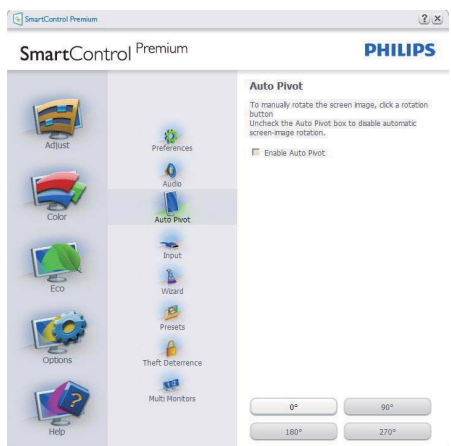 SmartControl Premium
? x
SmartControl Premium
PHILIPS
Adjust
Color
Eco
Options
Help
Preferences
Audio
Auto Pivot
Input
Wizard
Presets
Theft Deterrence
Multi Monitors
Auto Pivot
To manually rotate the screen image, click a rotation
button
Uncheck the Auto Pivot box to disable automatic
screen-image rotation.
Enable Auto Pivot
0°
90°
180°
270°